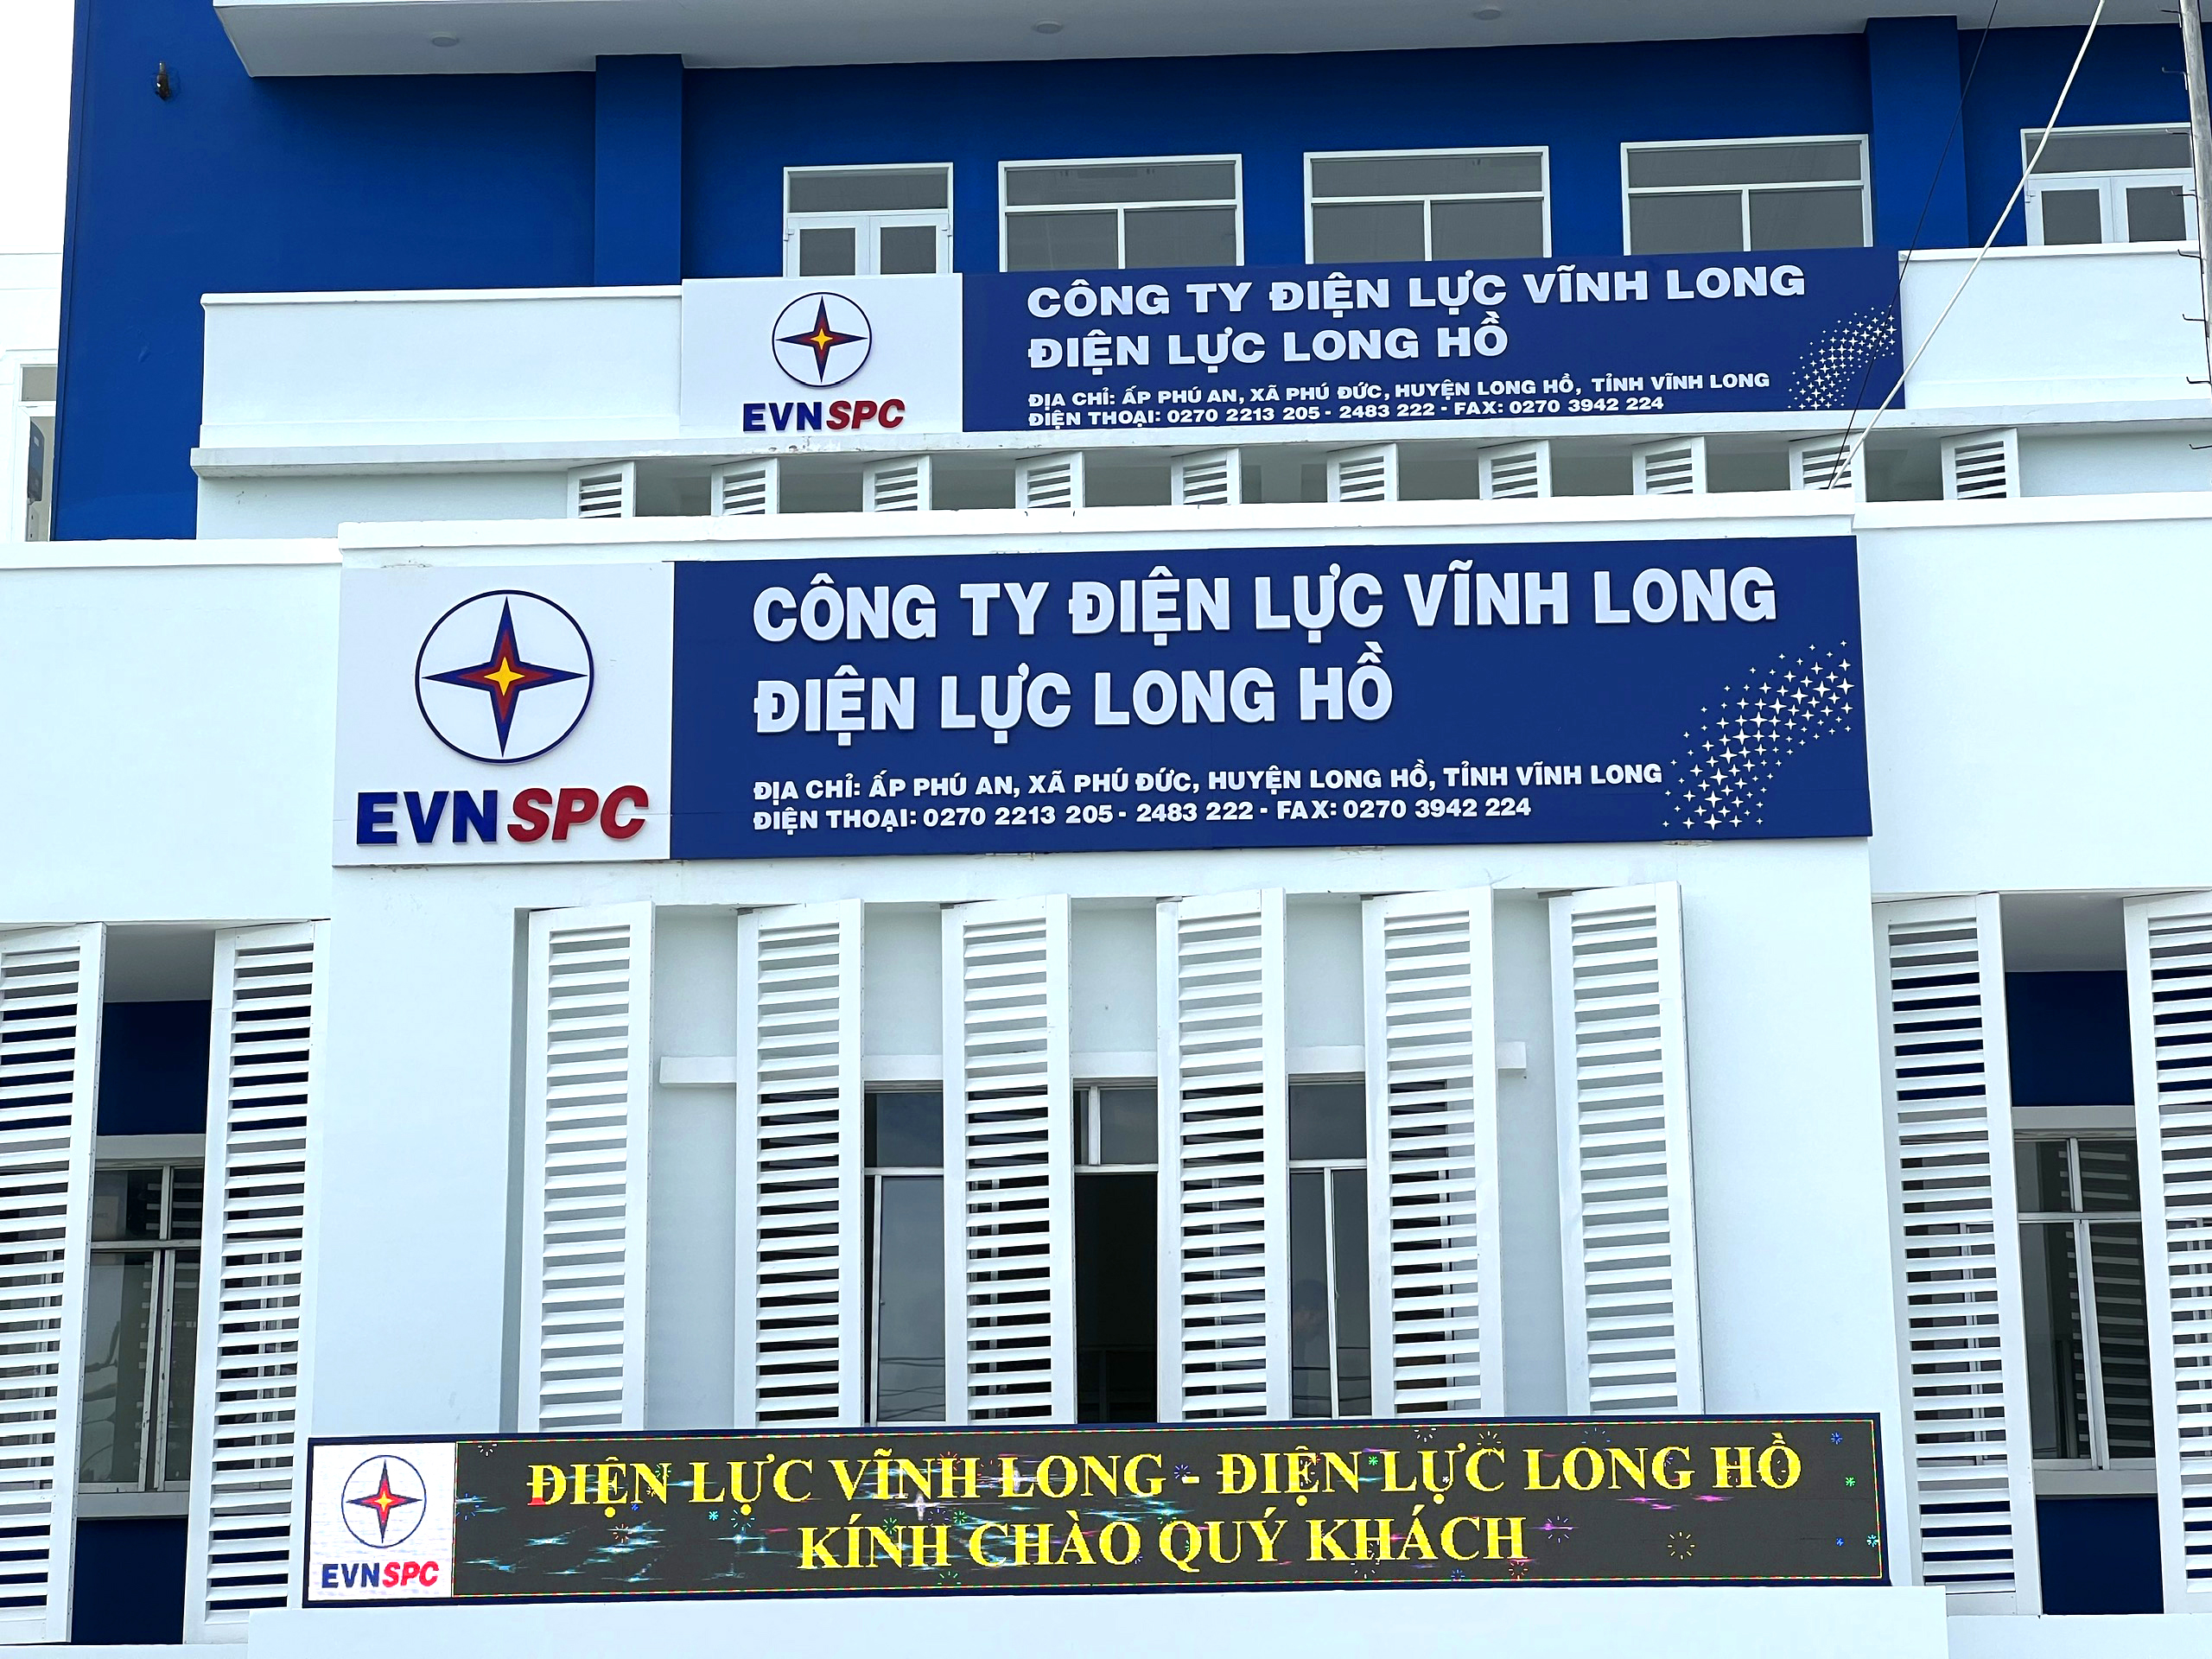 EVNSPC
CÔNG TY ĐIỆN LỰC VĨNH LONG
ĐIỆN LỰC LONG HỒ
ĐỊA CHỈ: ẤP PHÚ AN, XÃ PHÚ ĐỨC, HUYỆN LONG HỒ, TỈNH VĨNH LONG
ĐIỆN THOẠI: 0270 2213 205 - 2483 222 - FAX: 0270 3942 224
EVNSPC
CÔNG TY ĐIỆN LỰC VĨNH LONG
ĐIỆN LỰC LONG HỒ
ĐỊA CHỈ: ẤP PHÚ AN, XÃ PHÚ ĐỨC, HUYỆN LONG HỒ, TỈNH VĨNH LONG
ĐIỆN THOẠI: 0270 2213 205 - 2483 222 - FAX: 0270 3942 224
EVNSPC
ĐIỆN LỰC VĨNH LONG - ĐIỆN LỰC LONG HỒ
KÍNH CHÀO QUÝ KHÁCH